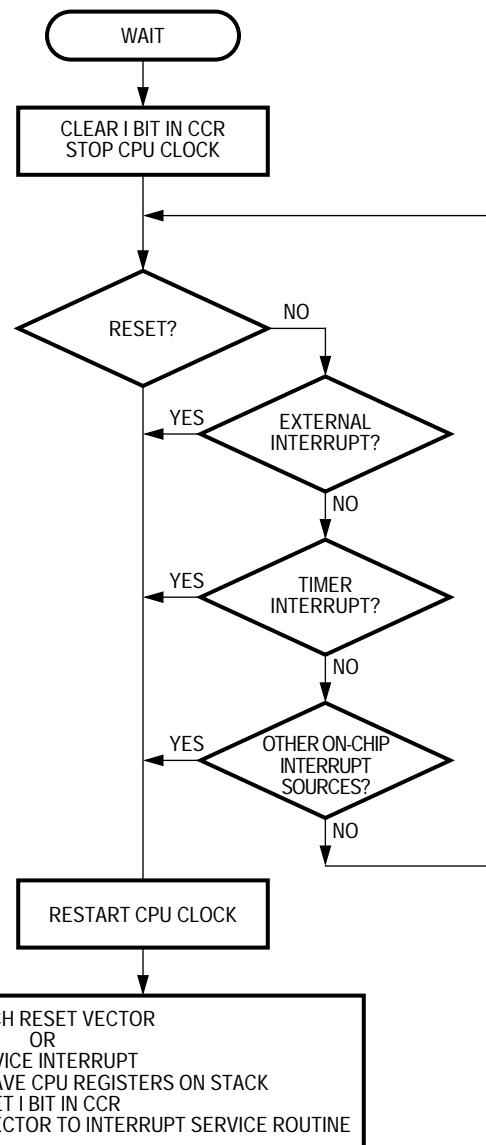 WAIT
CLEAR I BIT IN CCR
STOP CPU CLOCK
RESET?
NO
YES
EXTERNAL
INTERRUPT?
NO
YES
TIMER
INTERRUPT?
NO
YES
OTHER ON-CHIP
INTERRUPT
SOURCES?
NO
RESTART CPU CLOCK
RESET VECTOR
OR
INTERRUPT
CPU REGISTERS ON STACK
I BIT IN CCR
TO INTERRUPT SERVICE ROUTINE